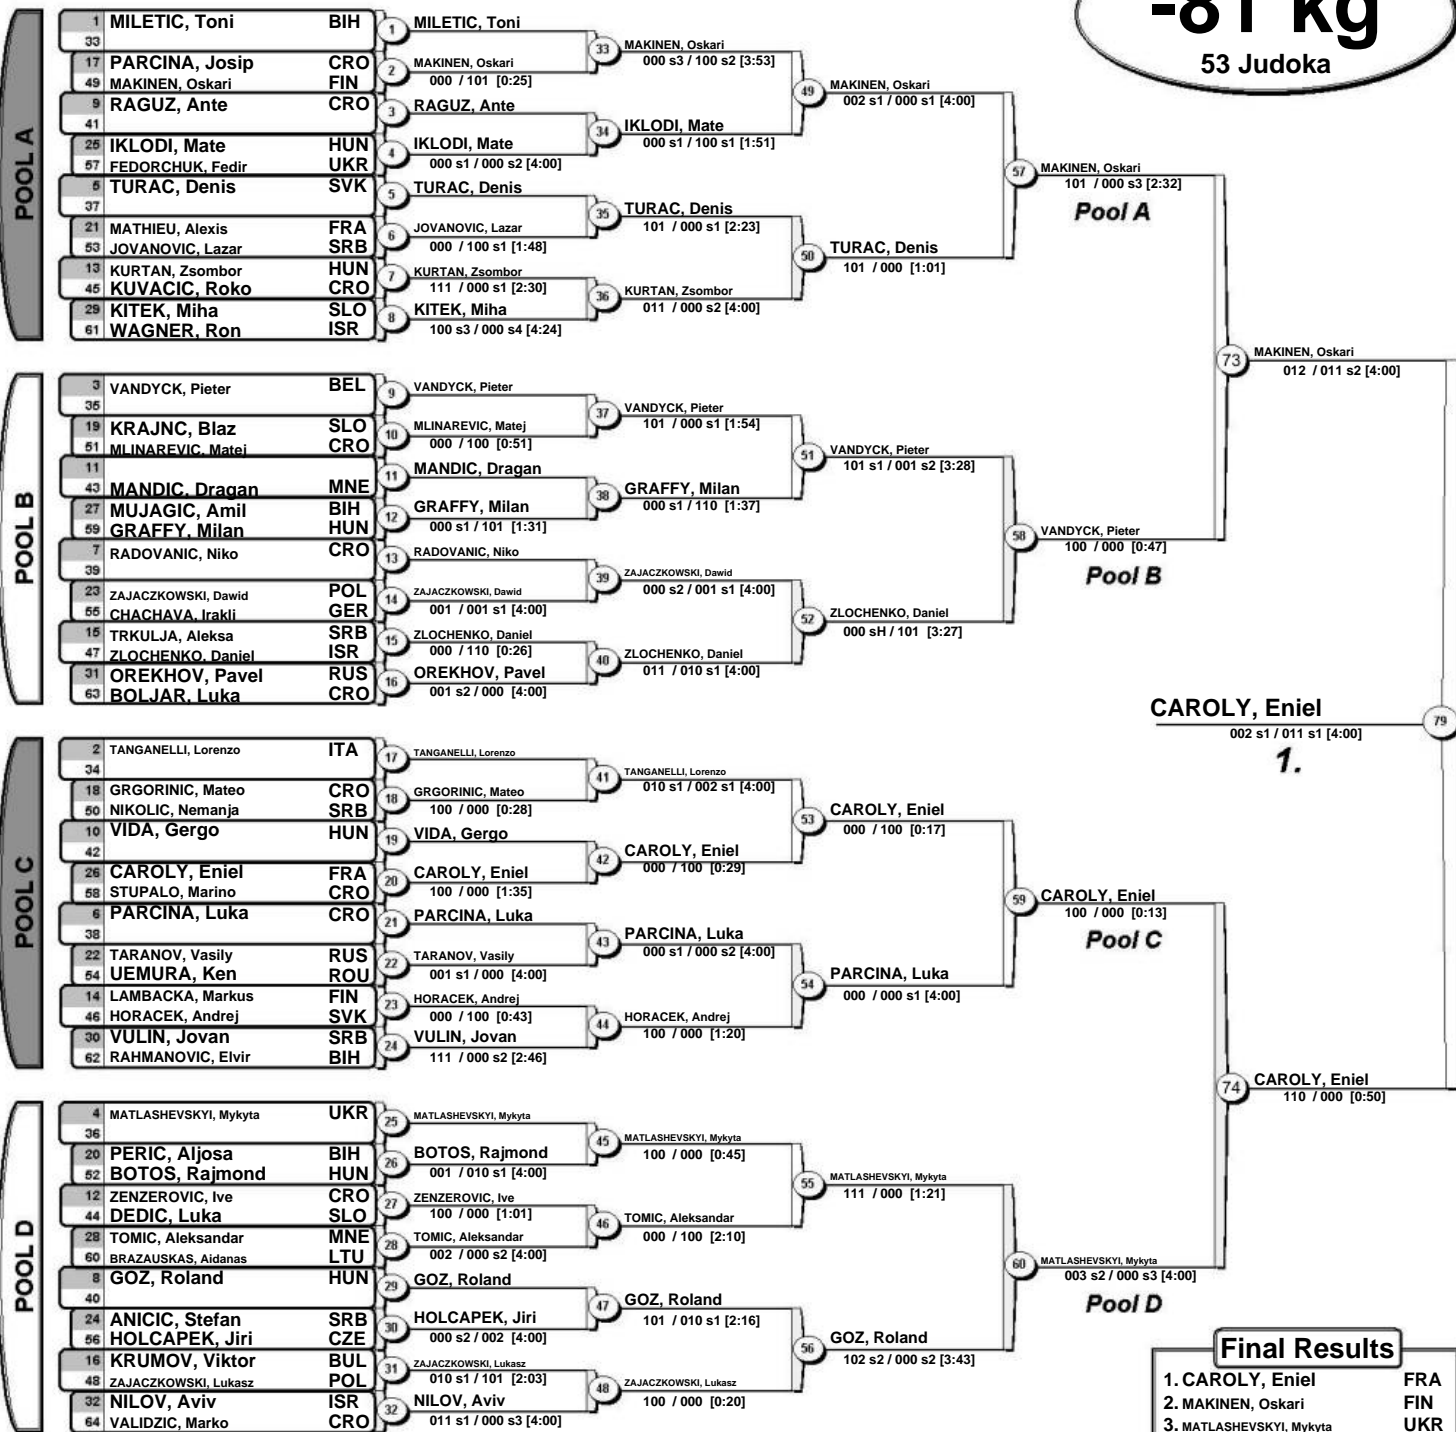 -81 kg
53 Judoka
POOL A
1 MILETIC, Toni BIH
33
17 PARCINA, Josip CRO
49 MAKINEN, Oskari FIN
9 RAGUZ, Ante CRO
41
25 IKLODI, Mate HUN
57 FEDORCHUK, Fedir UKR
5 TURAC, Denis SVK
37
21 MATHIEU, Alexis FRA
53 JOVANOVIC, Lazar SRB
13 KURTAN, Zsombor HUN
45 KUVACIC, Roko CRO
29 KITEK, Miha SLO
61 WAGNER, Ron ISR
1 MILETIC, Toni
2 MAKINEN, Oskari
000 / 101 [0:25]
3 RAGUZ, Ante
4 IKLODI, Mate
000 s1 / 000 s2 [4:00]
5 TURAC, Denis
6 JOVANOVIC, Lazar
000 / 100 s1 [1:48]
7 KURTAN, Zsombor
111 / 000 s1 [2:30]
8 KITEK, Miha
100 s3 / 000 s4 [4:24]
33 MAKINEN, Oskari
000 s3 / 100 s2 [3:53]
34 IKLODI, Mate
000 s1 / 100 s1 [1:51]
35 TURAC, Denis
101 / 000 s1 [2:23]
36 KURTAN, Zsombor
011 / 000 s2 [4:00]
49 MAKINEN, Oskari
002 s1 / 000 s1 [4:00]
50 TURAC, Denis
101 / 000 [1:01]
57 MAKINEN, Oskari
101 / 000 s3 [2:32]
Pool A
POOL B
3 VANDYCK, Pieter BEL
35
19 KRAJNC, Blaz SLO
51 MLINAREVIC, Matej CRO
11
43 MANDIC, Dragan MNE
27 MUJAGIC, Amil BIH
59 GRAFFY, Milan HUN
7 RADOVANIC, Niko CRO
39
23 ZAJACZKOWSKI, Dawid POL
55 CHACHAVA, Irakli GER
15 TRKULJA, Aleksa SRB
47 ZLOCHENKO, Daniel ISR
31 OREKHOV, Pavel RUS
63 BOLJAR, Luka CRO
9 VANDYCK, Pieter
10 MLINAREVIC, Matej
000 / 100 [0:51]
11 MANDIC, Dragan
12 GRAFFY, Milan
000 s1 / 101 [1:31]
13 RADOVANIC, Niko
14 ZAJACZKOWSKI, Dawid
001 / 001 s1 [4:00]
15 ZLOCHENKO, Daniel
000 / 110 [0:26]
16 OREKHOV, Pavel
001 s2 / 000 [4:00]
37 VANDYCK, Pieter
101 / 000 s1 [1:54]
38 GRAFFY, Milan
000 s1 / 110 [1:37]
39 ZAJACZKOWSKI, Dawid
000 s2 / 001 s1 [4:00]
40 ZLOCHENKO, Daniel
011 / 010 s1 [4:00]
51 VANDYCK, Pieter
101 s1 / 001 s2 [3:28]
52 ZLOCHENKO, Daniel
000 sH / 101 [3:27]
58 VANDYCK, Pieter
100 / 000 [0:47]
Pool B
73 MAKINEN, Oskari
012 / 011 s2 [4:00]
CAROLY, Eniel 79
002 s1 / 011 s1 [4:00]
1.
POOL C
2 TANGANELLI, Lorenzo ITA
34
18 GRGORINIC, Mateo CRO
50 NIKOLIC, Nemanja SRB
10 VIDA, Gergo HUN
42
26 CAROLY, Eniel FRA
58 STUPALO, Marino CRO
6 PARCINA, Luka CRO
38
22 TARANOV, Vasily RUS
54 UEMURA, Ken ROU
14 LAMBACKA, Markus FIN
46 HORACEK, Andrej SVK
30 VULIN, Jovan SRB
62 RAHMANOVIC, Elvir BIH
17 TANGANELLI, Lorenzo
18 GRGORINIC, Mateo
100 / 000 [0:28]
19 VIDA, Gergo
20 CAROLY, Eniel
100 / 000 [1:35]
21 PARCINA, Luka
22 TARANOV, Vasily
001 s1 / 000 [4:00]
23 HORACEK, Andrej
000 / 100 [0:43]
24 VULIN, Jovan
111 / 000 s2 [2:46]
41 TANGANELLI, Lorenzo
010 s1 / 002 s1 [4:00]
42 CAROLY, Eniel
000 / 100 [0:29]
43 PARCINA, Luka
000 s1 / 000 s2 [4:00]
44 HORACEK, Andrej
100 / 000 [1:20]
53 CAROLY, Eniel
000 / 100 [0:17]
54 PARCINA, Luka
000 / 000 s1 [4:00]
59 CAROLY, Eniel
100 / 000 [0:13]
Pool C
74 CAROLY, Eniel
110 / 000 [0:50]
POOL D
4 MATLASHEVSKYI, Mykyta UKR
36
20 PERIC, Aljosa BIH
52 BOTOS, Rajmond HUN
12 ZENZEROVIC, Ive CRO
44 DEDIC, Luka SLO
28 TOMIC, Aleksandar MNE
60 BRAZAUSKAS, Aidanas LTU
8 GOZ, Roland HUN
40
24 ANICIC, Stefan SRB
56 HOLCAPEK, Jiri CZE
16 KRUMOV, Viktor BUL
48 ZAJACZKOWSKI, Lukasz POL
32 NILOV, Aviv ISR
64 VALIDZIC, Marko CRO
25 MATLASHEVSKYI, Mykyta
26 BOTOS, Rajmond
001 / 010 s1 [4:00]
27 ZENZEROVIC, Ive
100 / 000 [1:01]
28 TOMIC, Aleksandar
002 / 000 s2 [4:00]
29 GOZ, Roland
30 HOLCAPEK, Jiri
000 s2 / 002 [4:00]
31 ZAJACZKOWSKI, Lukasz
010 s1 / 101 [2:03]
32 NILOV, Aviv
011 s1 / 000 s3 [4:00]
45 MATLASHEVSKYI, Mykyta
100 / 000 [0:45]
46 TOMIC, Aleksandar
000 / 100 [2:10]
47 GOZ, Roland
101 / 010 s1 [2:16]
48 ZAJACZKOWSKI, Lukasz
100 / 000 [0:20]
55 MATLASHEVSKYI, Mykyta
111 / 000 [1:21]
56 GOZ, Roland
102 s2 / 000 s2 [3:43]
60 MATLASHEVSKYI, Mykyta
003 s2 / 000 s3 [4:00]
Pool D
Final Results
1. CAROLY, Eniel FRA
2. MAKINEN, Oskari FIN
3. MATLASHEVSKYI, Mykyta UKR